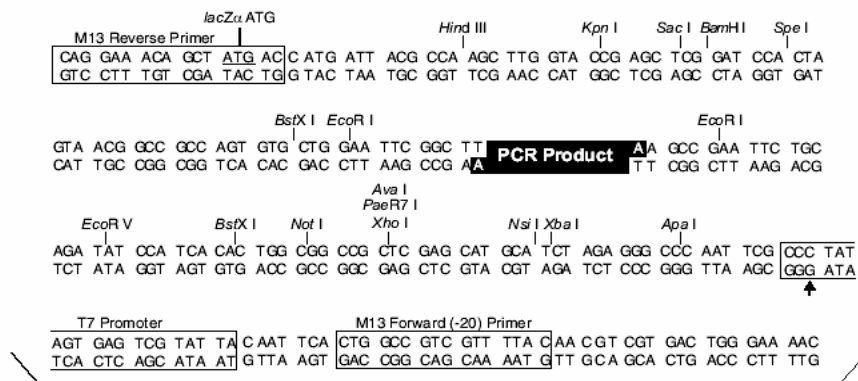 lacZα ATG
M13 Reverse Primer Hind III Kpn I Sac I BamH I Spe I
CAG GAA ACA GCT ATG AC C ATG ATT ACG CCA AGC TTG GTA CCG AGC TCG GAT CCA CTA
GTC CTT TGT CGA TAC TG G TAC TAA TGC GGT TCG AAC CAT GGC TCG AGC CTA GGT GAT
BstX I EcoR I EcoR I
GTA ACG GCC GCC AGT GTG CTG GAA TTC GGC TT PCR Product A A GCC GAA TTC TGC
CAT TGC CGG CGG TCA CAC GAC CTT AAG CCG A A T T CGG CTT AAG ACG
Ava I
PaeR7 I
EcoR V BstX I Not I Xho I Nsi I Xba I Apa I
AGA TAT CCA TCA CAC TGG CGG CCG CTC GAG CAT GCA TCT AGA GGG CCC AAT TCG CCC TAT
TCT ATA GGT AGT GTG ACC GCC GGC GAG CTC GTA CGT AGA TCT CCC GGG TTA AGC GGG ATA
T7 Promoter M13 Forward (-20) Primer
AGT GAG TCG TAT TA C AAT TCA CTG GCC GTC GTT TTA C AA CGT CGT GAC TGG GAA AAC
TCA CTC AGC ATA AT G TTA AGT GAC CGG CAG CAA AAT G TT GCA GCA CTG ACC CTT TTG